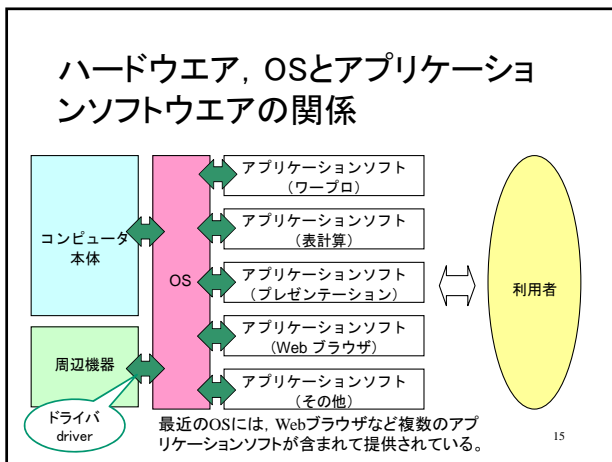 ハードウエア，OSとアプリケーショ
ンソフトウエアの関係
コンピュータ
本体
周辺機器
ドライバ
driver
OS
アプリケーションソフト
（ワープロ）
アプリケーションソフト
（表計算）
アプリケーションソフト
（プレゼンテーション）
アプリケーションソフト
（Web ブラウザ）
アプリケーションソフト
（その他）
利用者
最近のOSには，Webブラウザなど複数のアプ
リケーションソフトが含まれて提供されている。
15